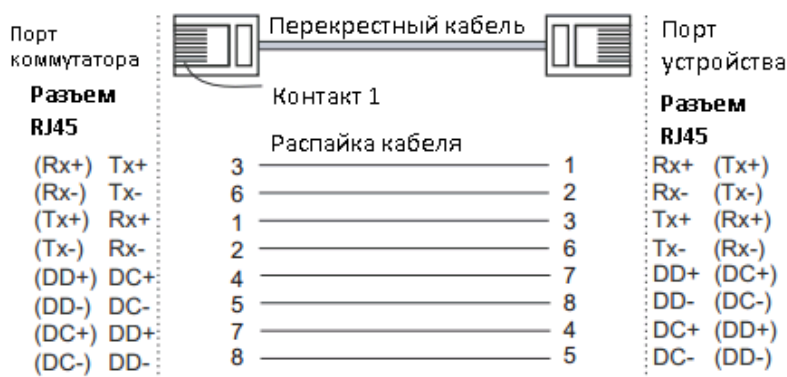 Перекрестный кабель
Порт коммутатора
Порт устройства
Контакт 1
Разъем RJ45
Разъем RJ45
Распайка кабеля
(Rx+) Tx+ 3 1 Rx+ (Tx+)
(Rx-) Tx- 6 2 Rx- (Tx-)
(Tx+) Rx+ 1 3 Tx+ (Rx+)
(Tx-) Rx- 2 6 Tx- (Rx-)
(DD+) DC+ 4 7 DD+ (DC+)
(DD-) DC- 5 8 DD- (DC-)
(DC+) DD+ 7 4 DC+ (DD+)
(DC-) DD- 8 5 DC- (DD-)